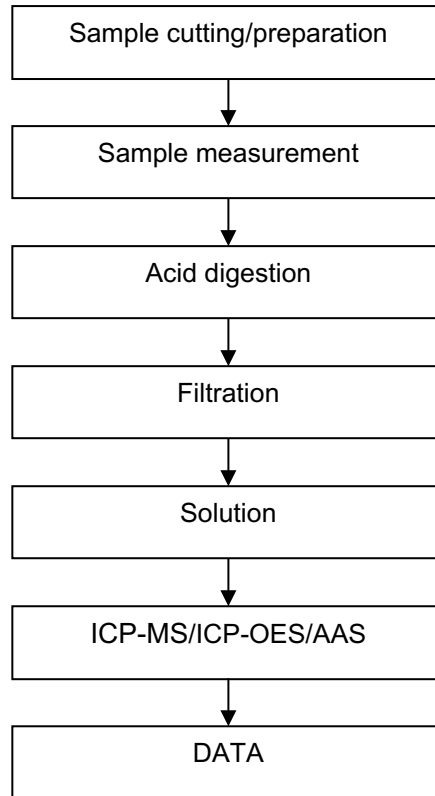 Sample cutting/preparation
Sample measurement
Acid digestion
Filtration
Solution
ICP-MS/ICP-OES/AAS
DATA